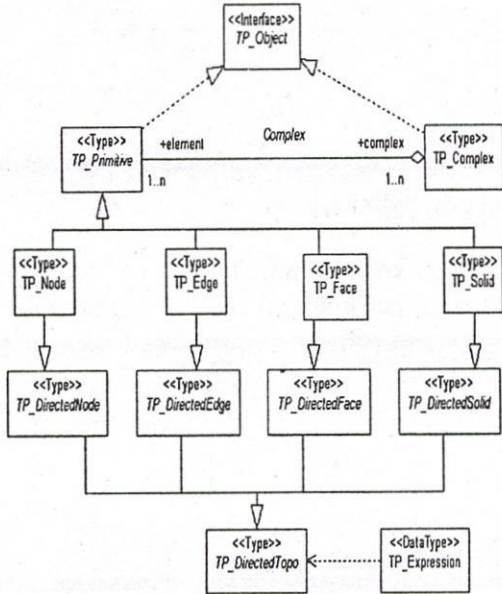 <<Interface>>
TP_Object
<<Type>>
TP_Primitive
+element
Complex
+complex
1..n
1..n
<<Type>>
TP_Complex
<<Type>>
TP_Node
<<Type>>
TP_Edge
<<Type>>
TP_Face
<<Type>>
TP_Solid
<<Type>>
TP_DirectedNode
<<Type>>
TP_DirectedEdge
<<Type>>
TP_DirectedFace
<<Type>>
TP_DirectedSolid
<<Type>>
TP_DirectedTopo
<<DataType>>
TP_Expression